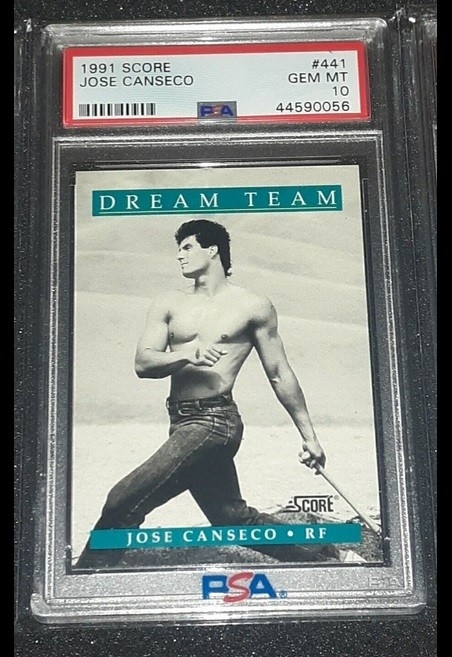 1991 SCORE
JOSE CANSECO
#441
GEM MT
10
44590056
PSA
DREAM TEAM
SCORE
JOSE CANSECO • RF
PSA